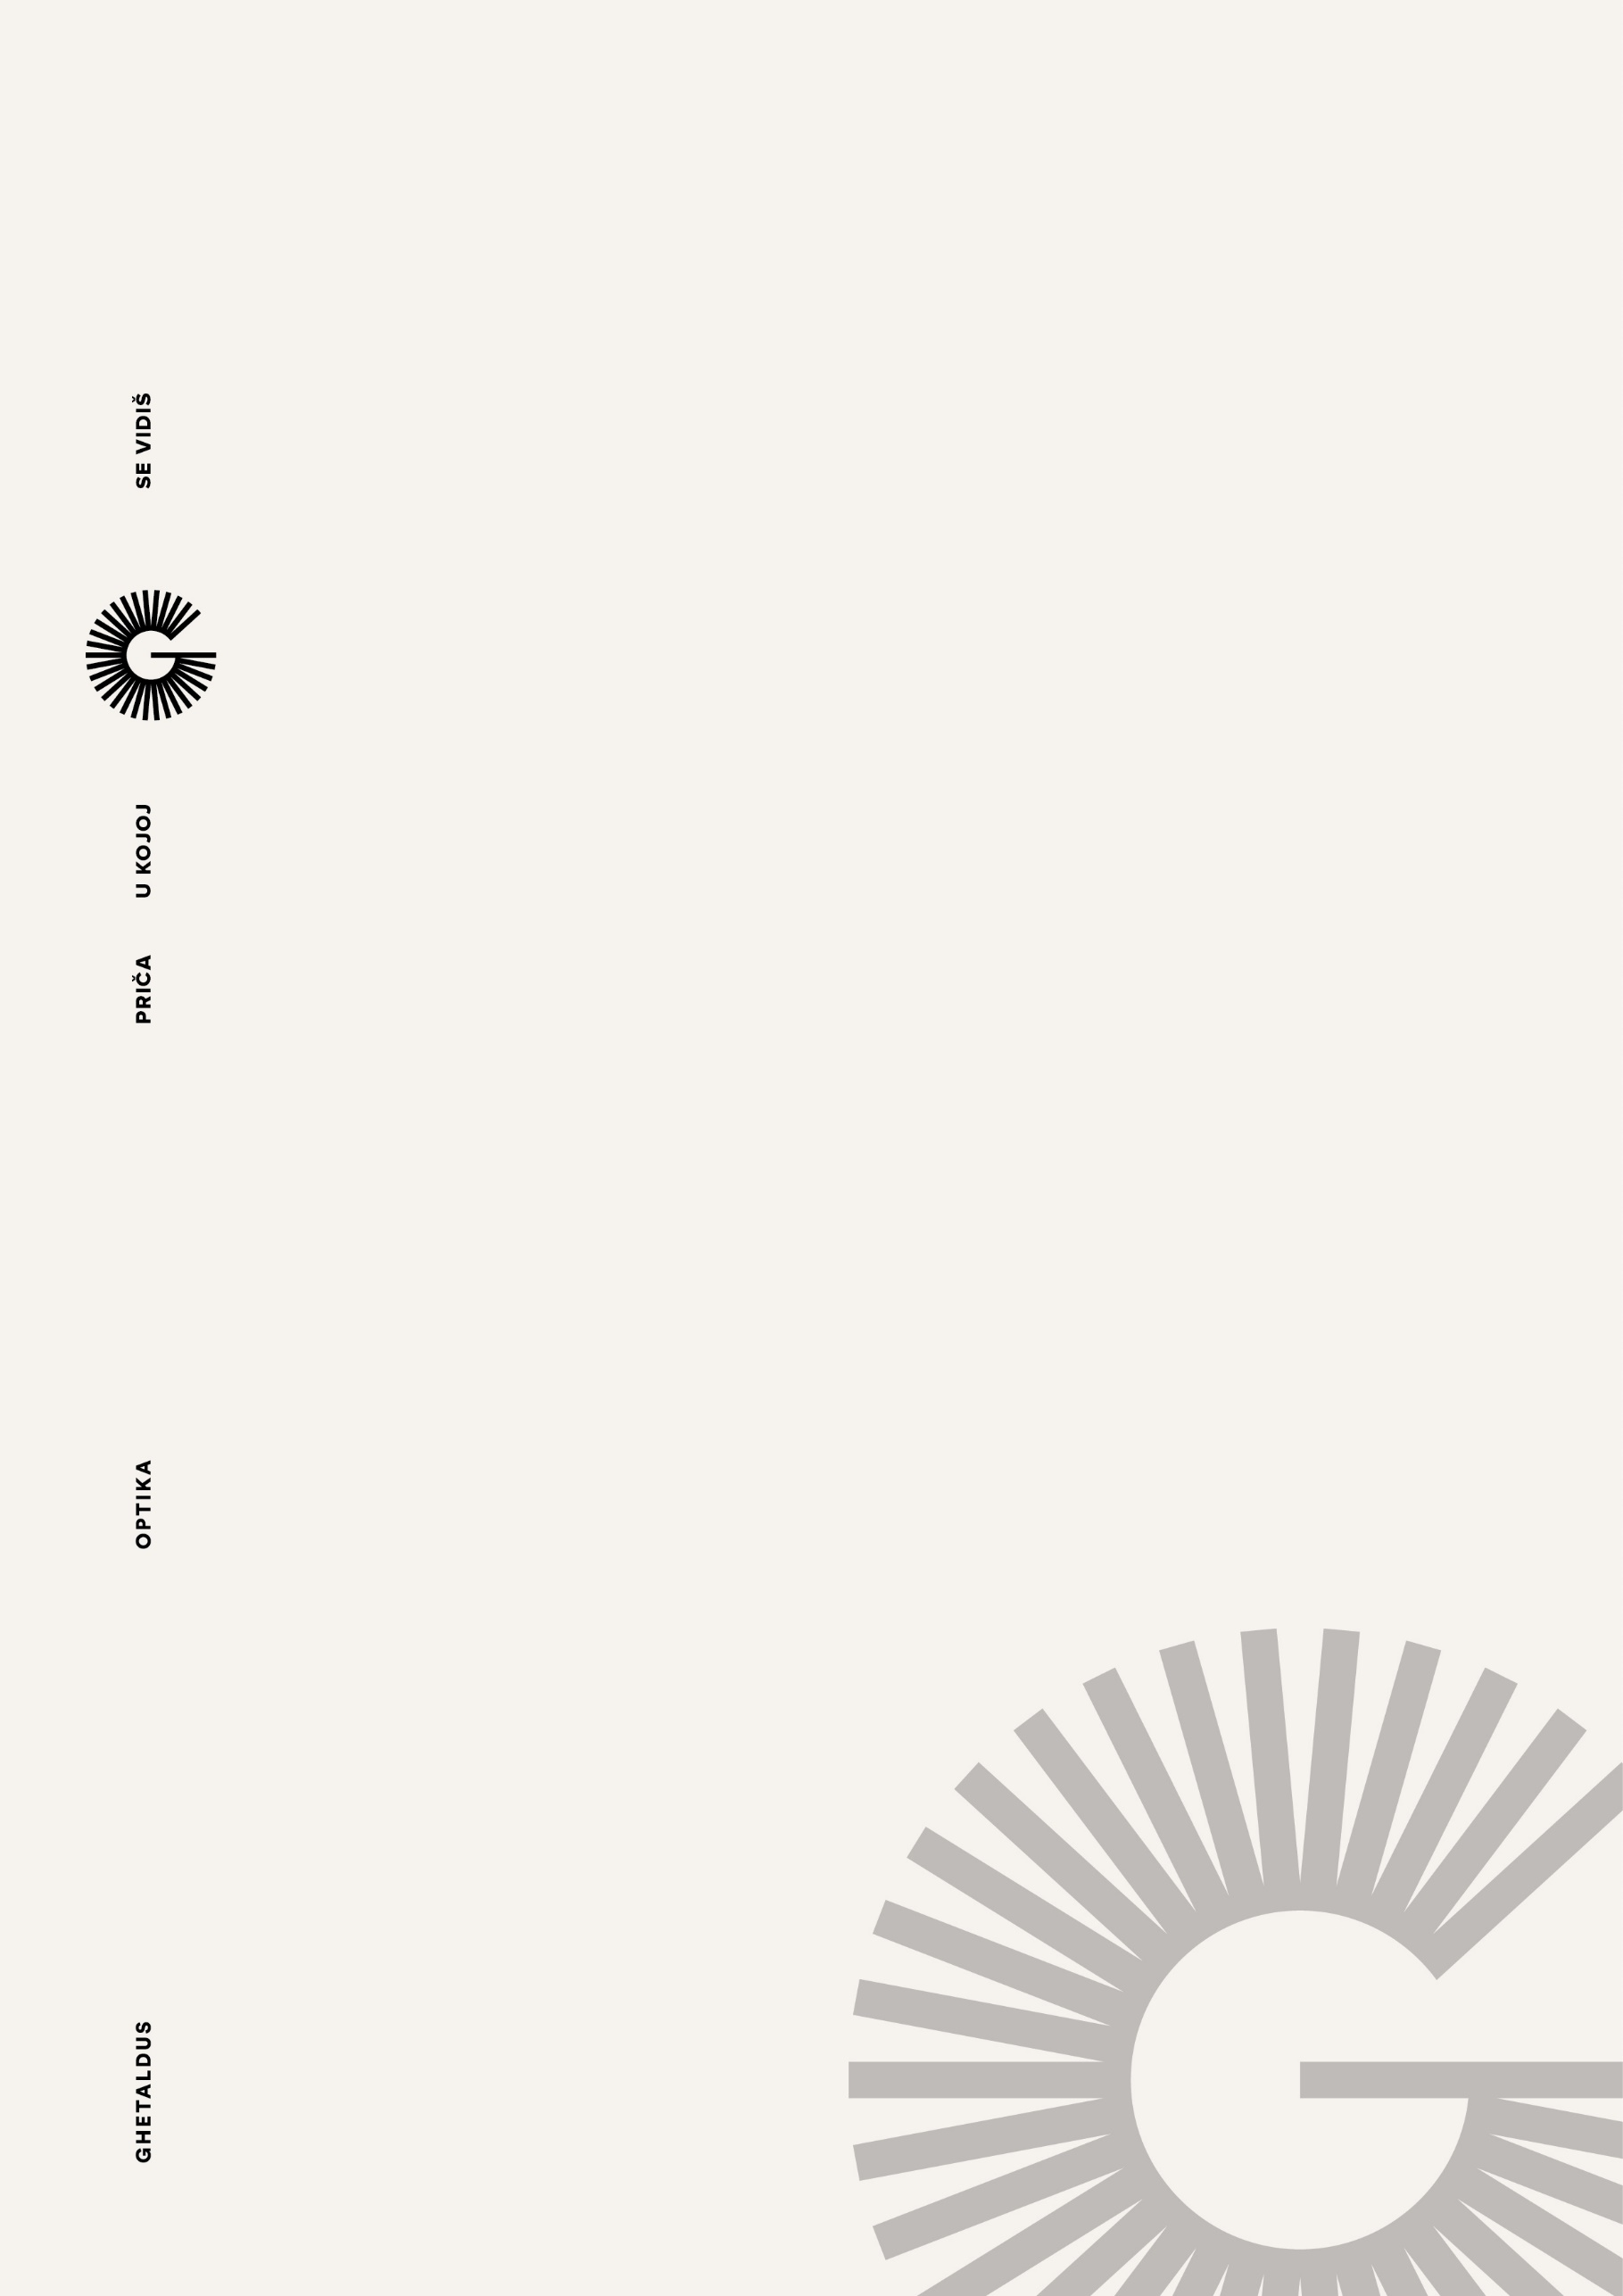 GHETALDUS
OPTIKA
PRIČA
U KOJOJ
SE VIDIŠ